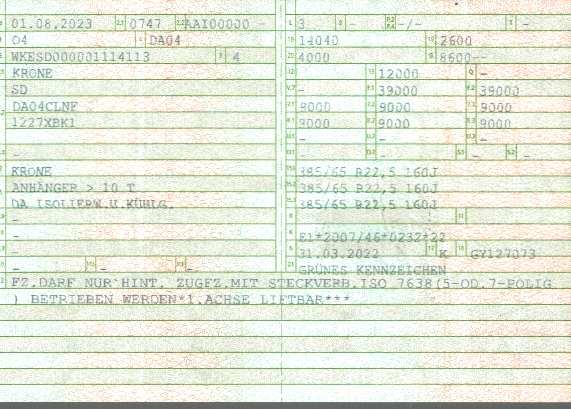 01.08.2023 0747 AAI00000 - 3 - -/- -
04 DA04 14040 2600
WKESD000001114113 4 4000 8600--
KRONE 12000 -
SD - 39000 39000
DA04CLNF 9000 9000 9000
1227XBK1 9000 9000 9000
- - -
- - - -
KRONE 385/65 R22,5 160J
ANHÄNGER > 10 T 385/65 R22,5 160J
DA ISOLIERW.U.KÜHLG. 385/65 R22,5 160J
-
- E1*2007/46*0232*22
- 31.03.2022 K GY127073
- - - GRÜNES KENNZEICHEN
FZ.DARF NUR HINT. ZUGFZ.MIT STECKVERB.ISO 7638(5-OD.7-POLIG
) BETRIEBEN WERDEN*1.ACHSE LIFTBAR***